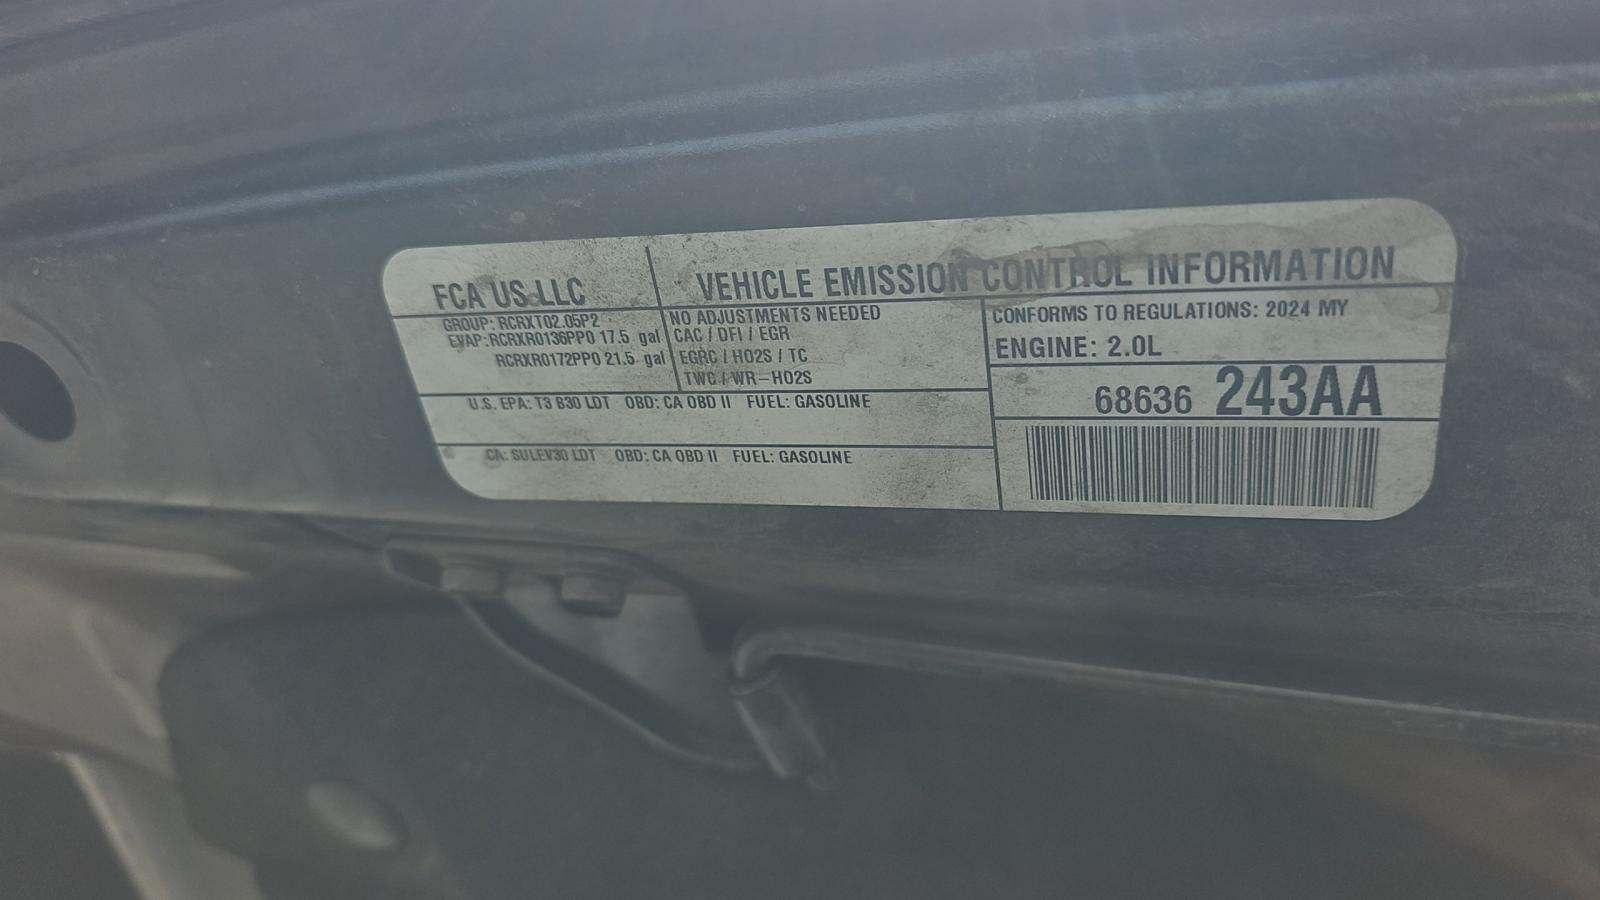 FCA US LLC
VEHICLE EMISSION CONTROL INFORMATION
GROUP: RCRXT02.05P2
EVAP: RCRXR0136PP0 17.5 gal
RCRXR0172PP0 21.5 gal
NO ADJUSTMENTS NEEDED
CAC / DFI / EGR
EGRC / HO2S / TC
TWC / WR-HO2S
CONFORMS TO REGULATIONS: 2024 MY
ENGINE: 2.0L
68636 243AA
U.S. EPA: T3 B30 LDT OBD: CA OBD II FUEL: GASOLINE
CA: SULEV30 LDT OBD: CA OBD II FUEL: GASOLINE